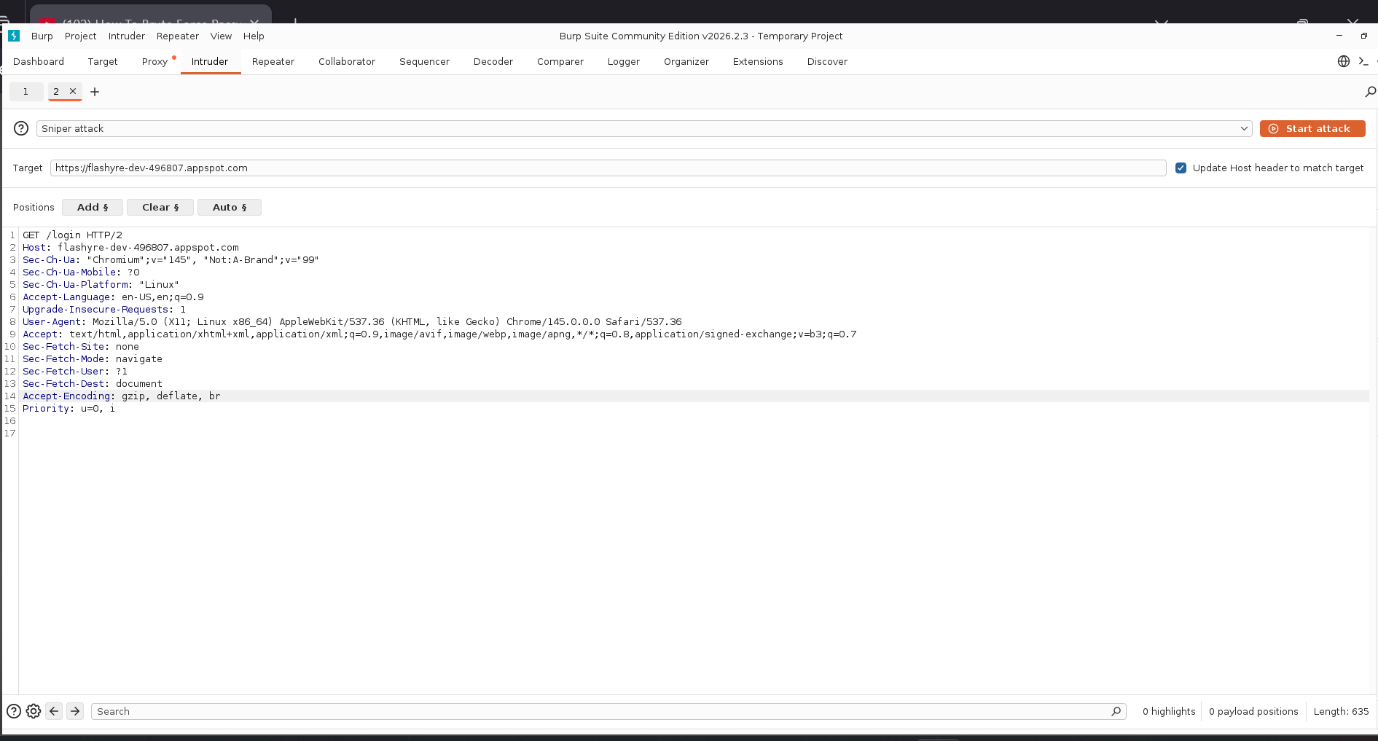 Burp Project Intruder Repeater View Help Burp Suite Community Edition v2026.2.3 - Temporary Project
Dashboard Target Proxy Intruder Repeater Collaborator Sequencer Decoder Comparer Logger Organizer Extensions Discover
1 2 × +
Sniper attack Start attack
Target https://flashyre-dev-496807.appspot.com Update Host header to match target
Positions Add § Clear § Auto §
1 GET /login HTTP/2
2 Host: flashyre-dev-496807.appspot.com
3 Sec-Ch-Ua: "Chromium";v="145", "Not:A-Brand";v="99"
4 Sec-Ch-Ua-Mobile: ?0
5 Sec-Ch-Ua-Platform: "Linux"
6 Accept-Language: en-US,en;q=0.9
7 Upgrade-Insecure-Requests: 1
8 User-Agent: Mozilla/5.0 (X11; Linux x86_64) AppleWebKit/537.36 (KHTML, like Gecko) Chrome/145.0.0.0 Safari/537.36
9 Accept: text/html,application/xhtml+xml,application/xml;q=0.9,image/avif,image/webp,image/apng,*/*;q=0.8,application/signed-exchange;v=b3;q=0.7
10 Sec-Fetch-Site: none
11 Sec-Fetch-Mode: navigate
12 Sec-Fetch-User: ?1
13 Sec-Fetch-Dest: document
14 Accept-Encoding: gzip, deflate, br
15 Priority: u=0, i
16
17
Search 0 highlights 0 payload positions Length: 635